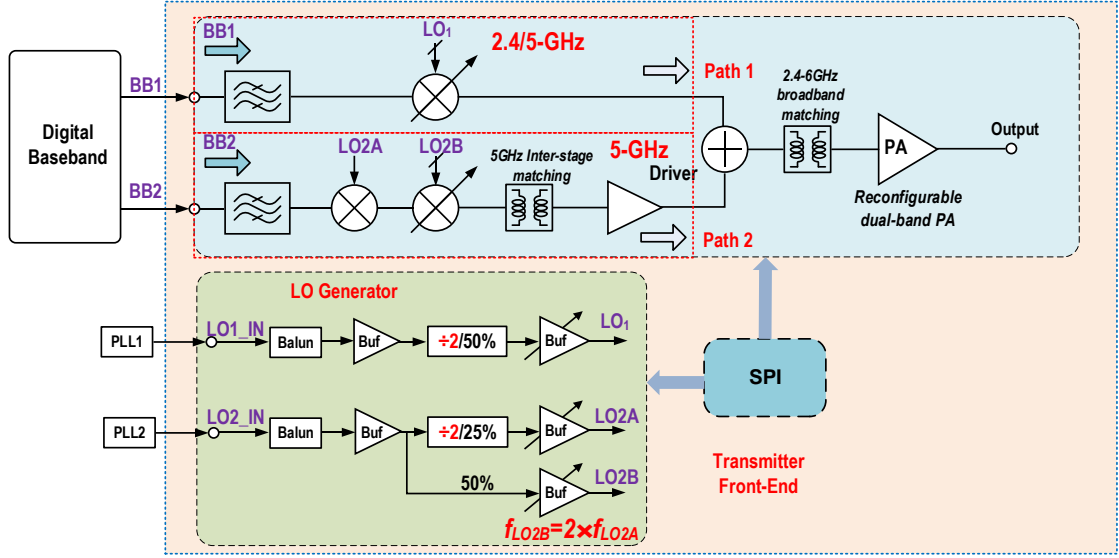 BB1
LO₁
2.4/5-GHz
Path 1
2.4-6GHz
broadband
matching
BB1
Digital
Baseband
BB2
LO2A
LO2B
5GHz Inter-stage
matching
5-GHz
Driver
PA
Output
BB2
Reconfigurable
dual-band PA
Path 2
LO Generator
PLL1
LO1_IN
Balun
Buf
÷2/50%
Buf
LO₁
SPI
PLL2
LO2_IN
Balun
Buf
÷2/25%
Buf
LO2A
50%
Buf
LO2B
Transmitter
Front-End
fLO2B=2×fLO2A